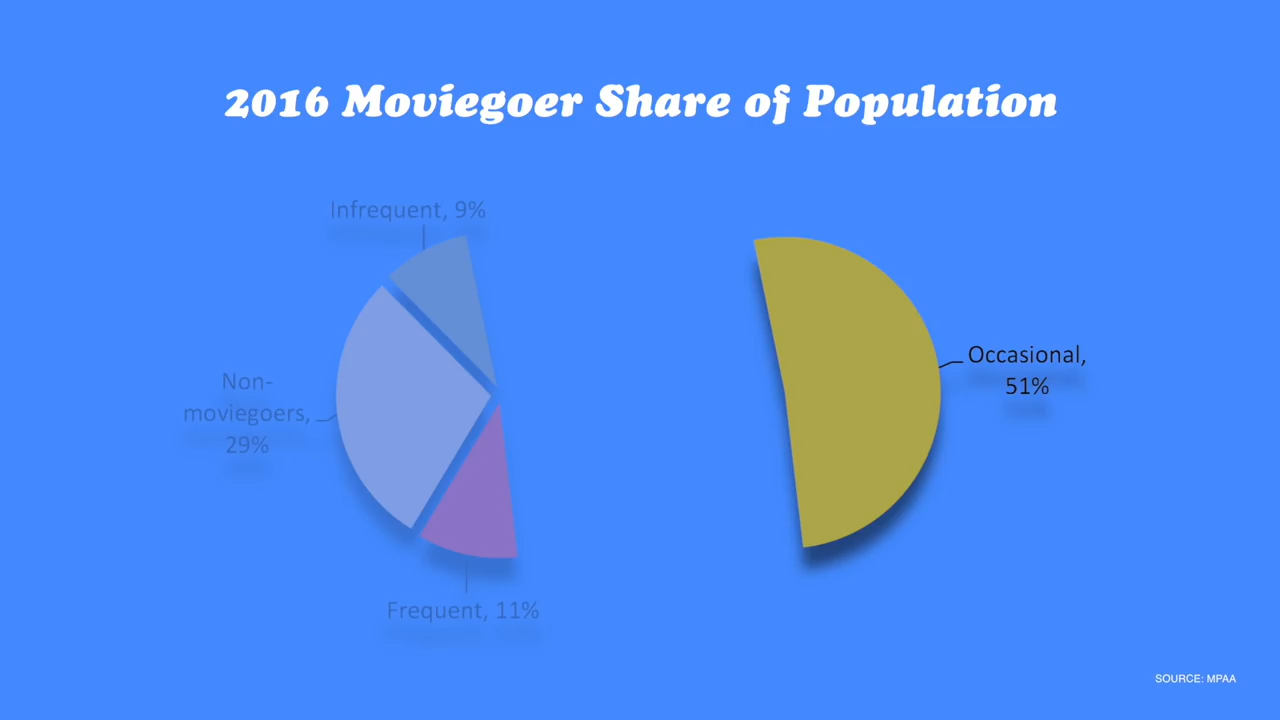 2016 Moviegoer Share of Population
Infrequent, 9%
Non-
moviegoers,
29%
Frequent, 11%
Occasional,
51%
SOURCE: MPAA